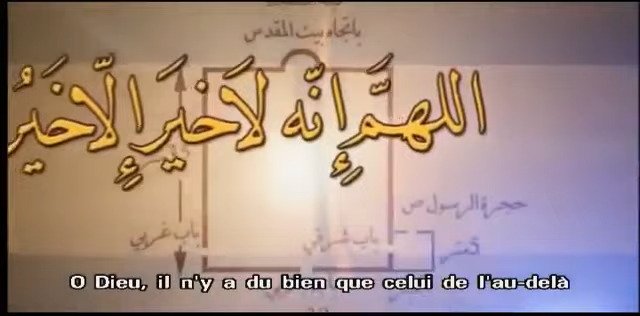 باتجاه بيت المقدس
اللهمَّ إنّه لاَ خيرَ إلاّ خيرُ
حجرة الرسول ص
باب شرقي
باب غربي
O Dieu, il n'y a du bien que celui de l'au-delà